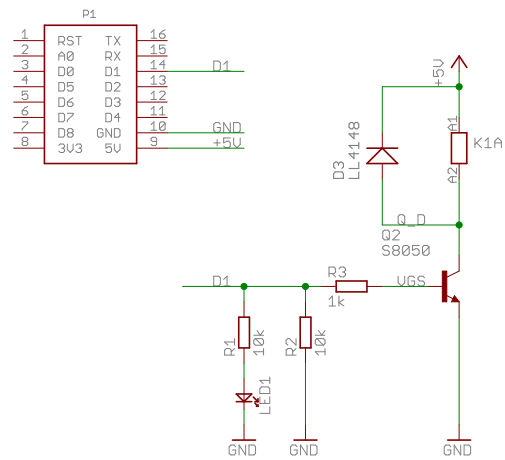 P1
1 RST TX 16
2 A0 RX 15
3 D0 D1 14 D1
4 D5 D2 13
5 D6 D3 12
6 D7 D4 11
7 D8 GND 10 GND
8 3V3 5V 9 +5V
+5V
A1
K1A
A2
D3
LL4148
Q_D
Q2
S8050
D1
R3
1k
VGS
R1
10k
R2
10k
LED1
GND
GND
GND